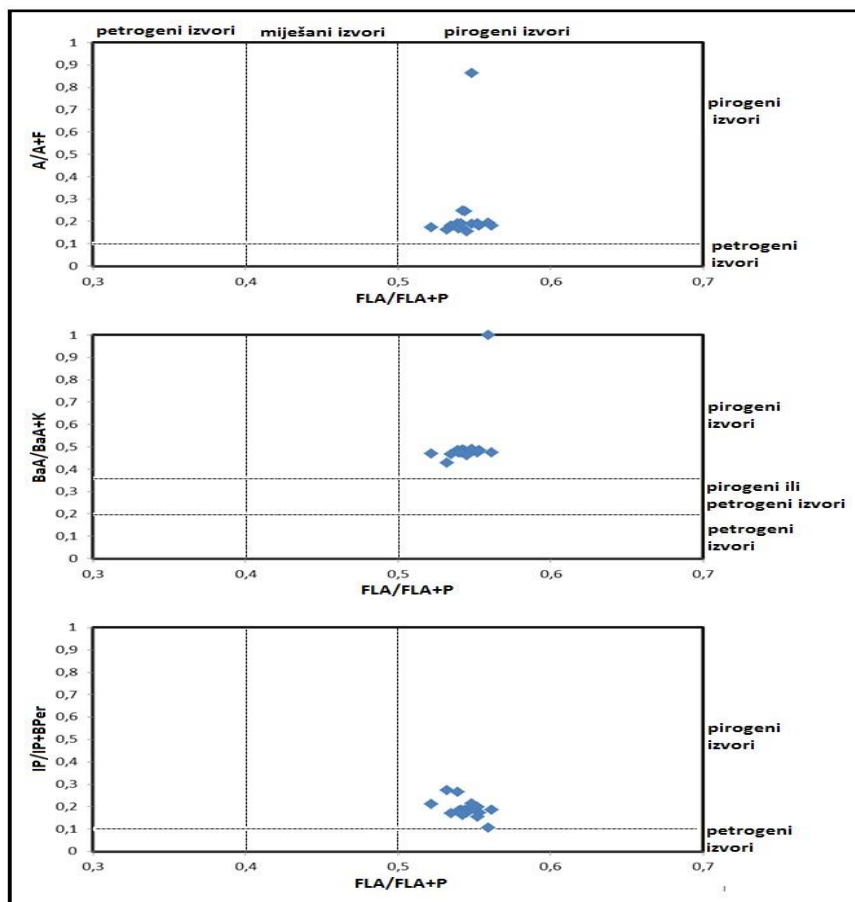 petrogeni izvori miješani izvori pirogeni izvori
A/A+F
1
0,9
0,8
0,7
0,6
0,5
0,4
0,3
0,2
0,1
0
0,3 0,4 0,5 0,6 0,7
FLA/FLA+P
pirogeni
izvori
petrogeni
izvori
BaA/BaA+K
1
0,9
0,8
0,7
0,6
0,5
0,4
0,3
0,2
0,1
0
0,3 0,4 0,5 0,6 0,7
FLA/FLA+P
pirogeni
izvori
pirogeni ili
petrogeni izvori
petrogeni
izvori
IP/IP+BPer
1
0,9
0,8
0,7
0,6
0,5
0,4
0,3
0,2
0,1
0
0,3 0,4 0,5 0,6 0,7
FLA/FLA+P
pirogeni
izvori
petrogeni
izvori